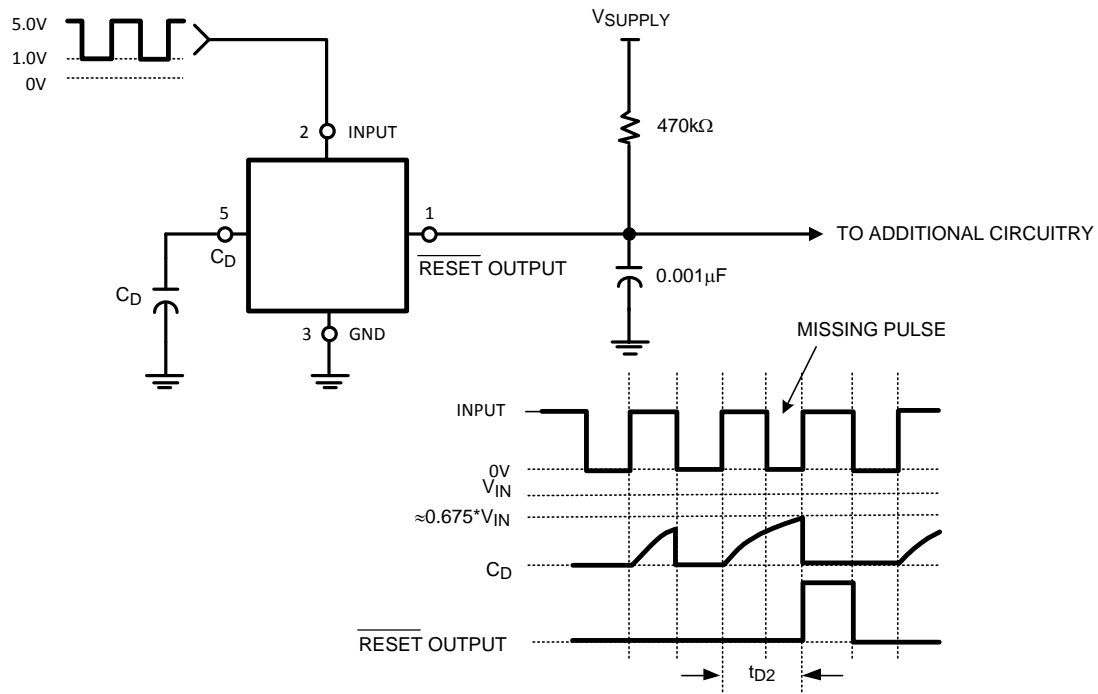 5.0V
1.0V
0V
VSUPPLY
470kΩ
2 INPUT
5
CD
1
RESET OUTPUT
TO ADDITIONAL CIRCUITRY
CD
0.001µF
3 GND
MISSING PULSE
INPUT
0V
VIN
≈0.675*VIN
CD
RESET OUTPUT
tD2